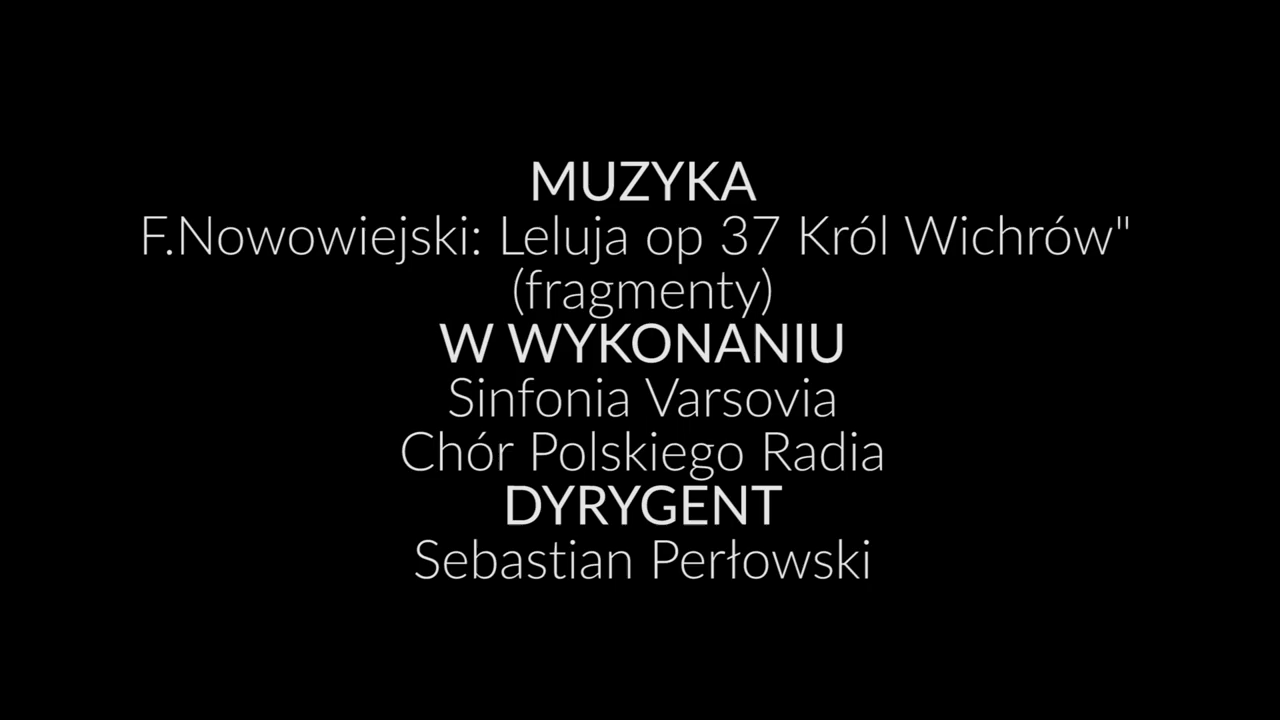 MUZYKA
F.Nowowiejski: Leluja op 37 Król Wichrów"
(fragmenty)
W WYKONANIU
Sinfonia Varsovia
Chór Polskiego Radia
DYRYGENT
Sebastian Perłowski